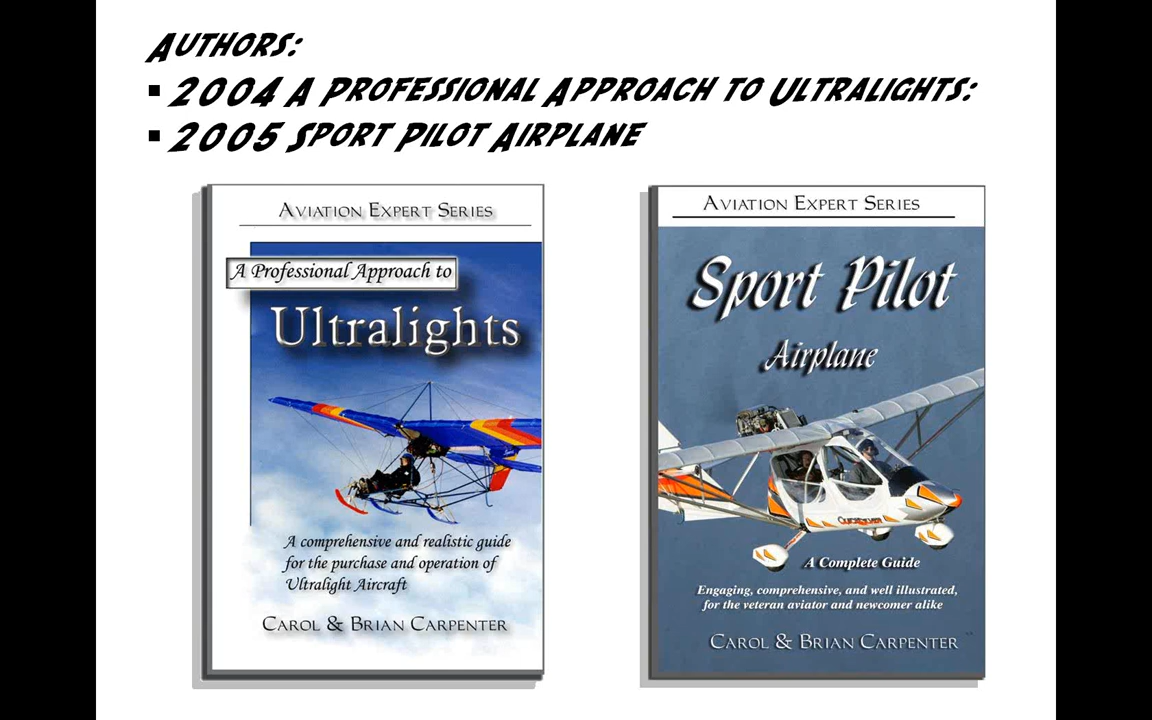 Authors:
▪ 2004 A Professional Approach to Ultralights:
▪ 2005 Sport Pilot Airplane
Aviation Expert Series
A Professional Approach to
Ultralights
A comprehensive and realistic guide
for the purchase and operation of
Ultralight Aircraft
Carol & Brian Carpenter
Aviation Expert Series
Sport Pilot
Airplane
Quicksilver
A Complete Guide
Engaging, comprehensive, and well illustrated,
for the veteran aviator and newcomer alike
Carol & Brian Carpenter